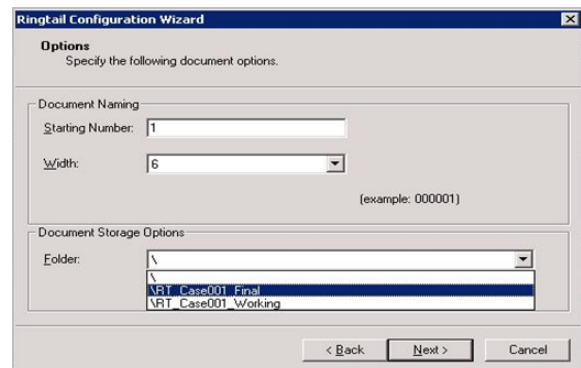 Ringtail Configuration Wizard
Options
Specify the following document options.
Document Naming
Starting Number: 1
Width: 6
(example: 000001)
Document Storage Options
Folder: \
\
\RT_Case001_Final
\RT_Case001_Working
< Back Next > Cancel